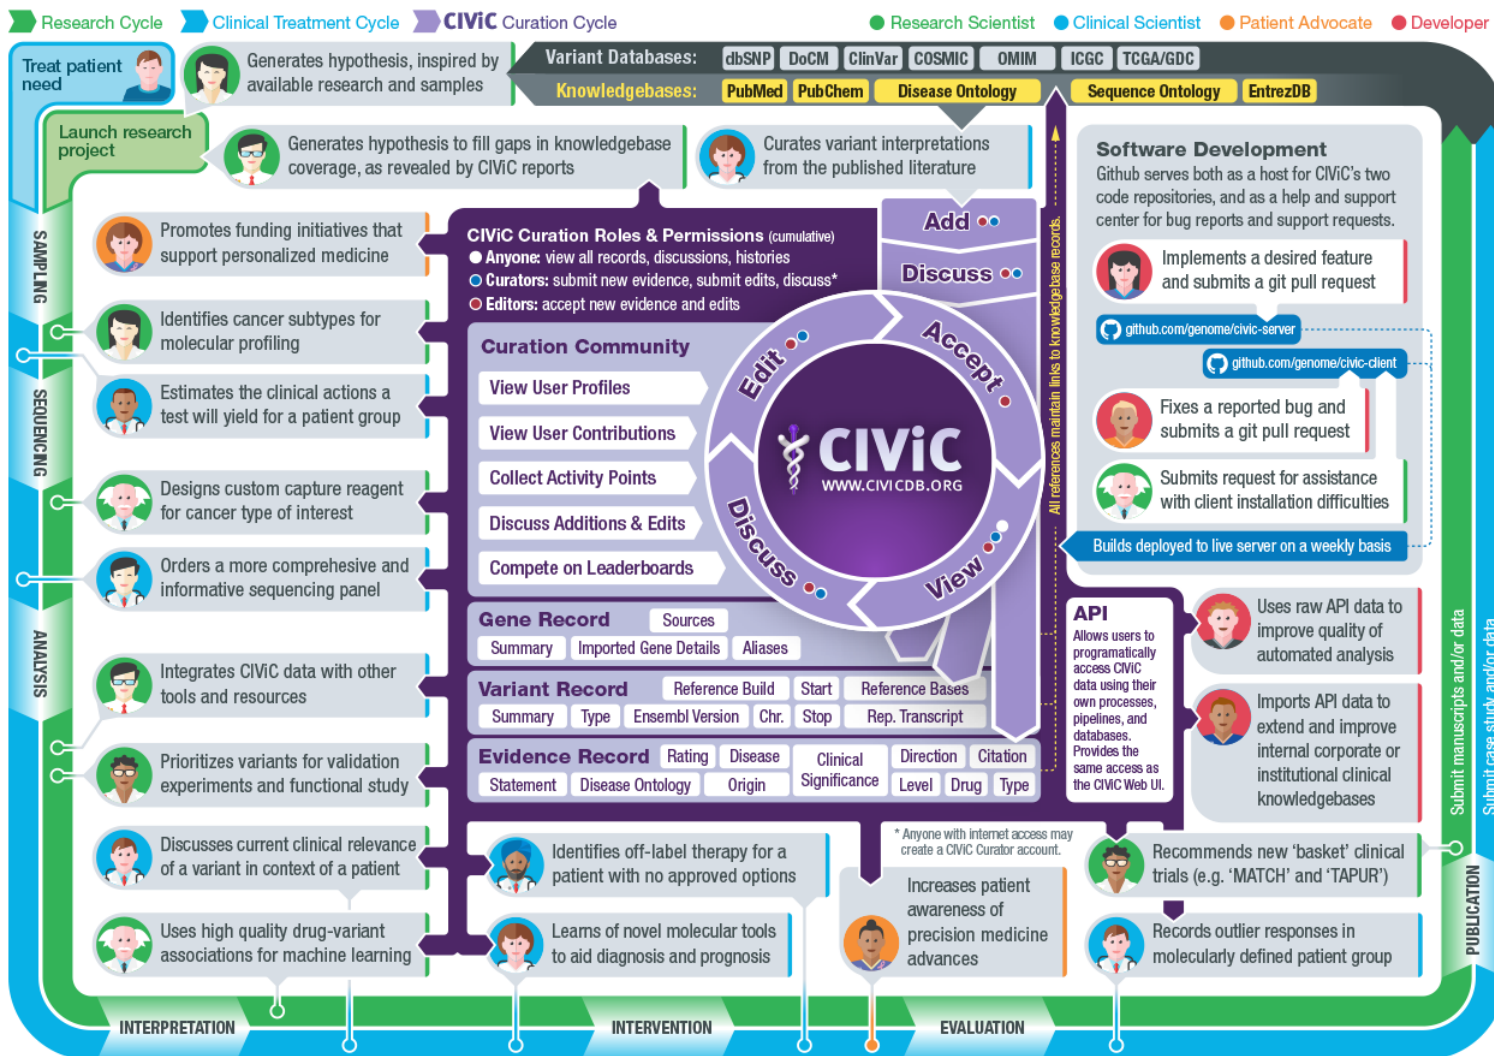 Research Cycle
Clinical Treatment Cycle
CIViC Curation Cycle
Research Scientist
Clinical Scientist
Patient Advocate
Developer
Treat patient
need
Generates hypothesis, inspired by
available research and samples
Variant Databases:
dbSNP
DoCM
ClinVar
COSMIC
OMIM
ICGC
TCGA/GDC
Knowledgebases:
PubMed
PubChem
Disease Ontology
Sequence Ontology
EntrezDB
Launch research
project
Generates hypothesis to fill gaps in knowledgebase
coverage, as revealed by CIViC reports
Curates variant interpretations
from the published literature
SAMPLING
SEQUENCING
ANALYSIS
Promotes funding initiatives that
support personalized medicine
Identifies cancer subtypes for
molecular profiling
Estimates the clinical actions a
test will yield for a patient group
Designs custom capture reagent
for cancer type of interest
Orders a more comprehesive and
informative sequencing panel
Integrates CIViC data with other
tools and resources
Prioritizes variants for validation
experiments and functional study
Discusses current clinical relevance
of a variant in context of a patient
Uses high quality drug-variant
associations for machine learning
CIViC Curation Roles & Permissions (cumulative)
Anyone: view all records, discussions, histories
Curators: submit new evidence, submit edits, discuss*
Editors: accept new evidence and edits
Curation Community
View User Profiles
View User Contributions
Collect Activity Points
Discuss Additions & Edits
Compete on Leaderboards
Add
Discuss
Edit
Accept
Discuss
View
CIViC
WWW.CIVICDB.ORG
Gene Record
Sources
Summary
Imported Gene Details
Aliases
Variant Record
Reference Build
Start
Reference Bases
Summary
Type
Ensembl Version
Chr.
Stop
Rep. Transcript
Evidence Record
Rating
Disease
Clinical
Significance
Direction
Citation
Statement
Disease Ontology
Origin
Level
Drug
Type
All references maintain links to knowledgebase records.
Software Development
Github serves both as a host for CIViC's two
code repositories, and as a help and support
center for bug reports and support requests.
Implements a desired feature
and submits a git pull request
github.com/genome/civic-server
github.com/genome/civic-client
Fixes a reported bug and
submits a git pull request
Submits request for assistance
with client installation difficulties
Builds deployed to live server on a weekly basis
API
Allows users to
programatically
access CIViC
data using their
own processes,
pipelines, and
databases.
Provides the
same access as
the CIViC Web UI.
Uses raw API data to
improve quality of
automated analysis
Imports API data to
extend and improve
internal corporate or
institutional clinical
knowledgebases
Identifies off-label therapy for a
patient with no approved options
Learns of novel molecular tools
to aid diagnosis and prognosis
* Anyone with internet access may
create a CIViC Curator account.
Increases patient
awareness of
precision medicine
advances
Recommends new 'basket' clinical
trials (e.g. 'MATCH' and 'TAPUR')
Records outlier responses in
molecularly defined patient group
Submit manuscripts and/or data
Submit case study and/or data
PUBLICATION
INTERPRETATION
INTERVENTION
EVALUATION